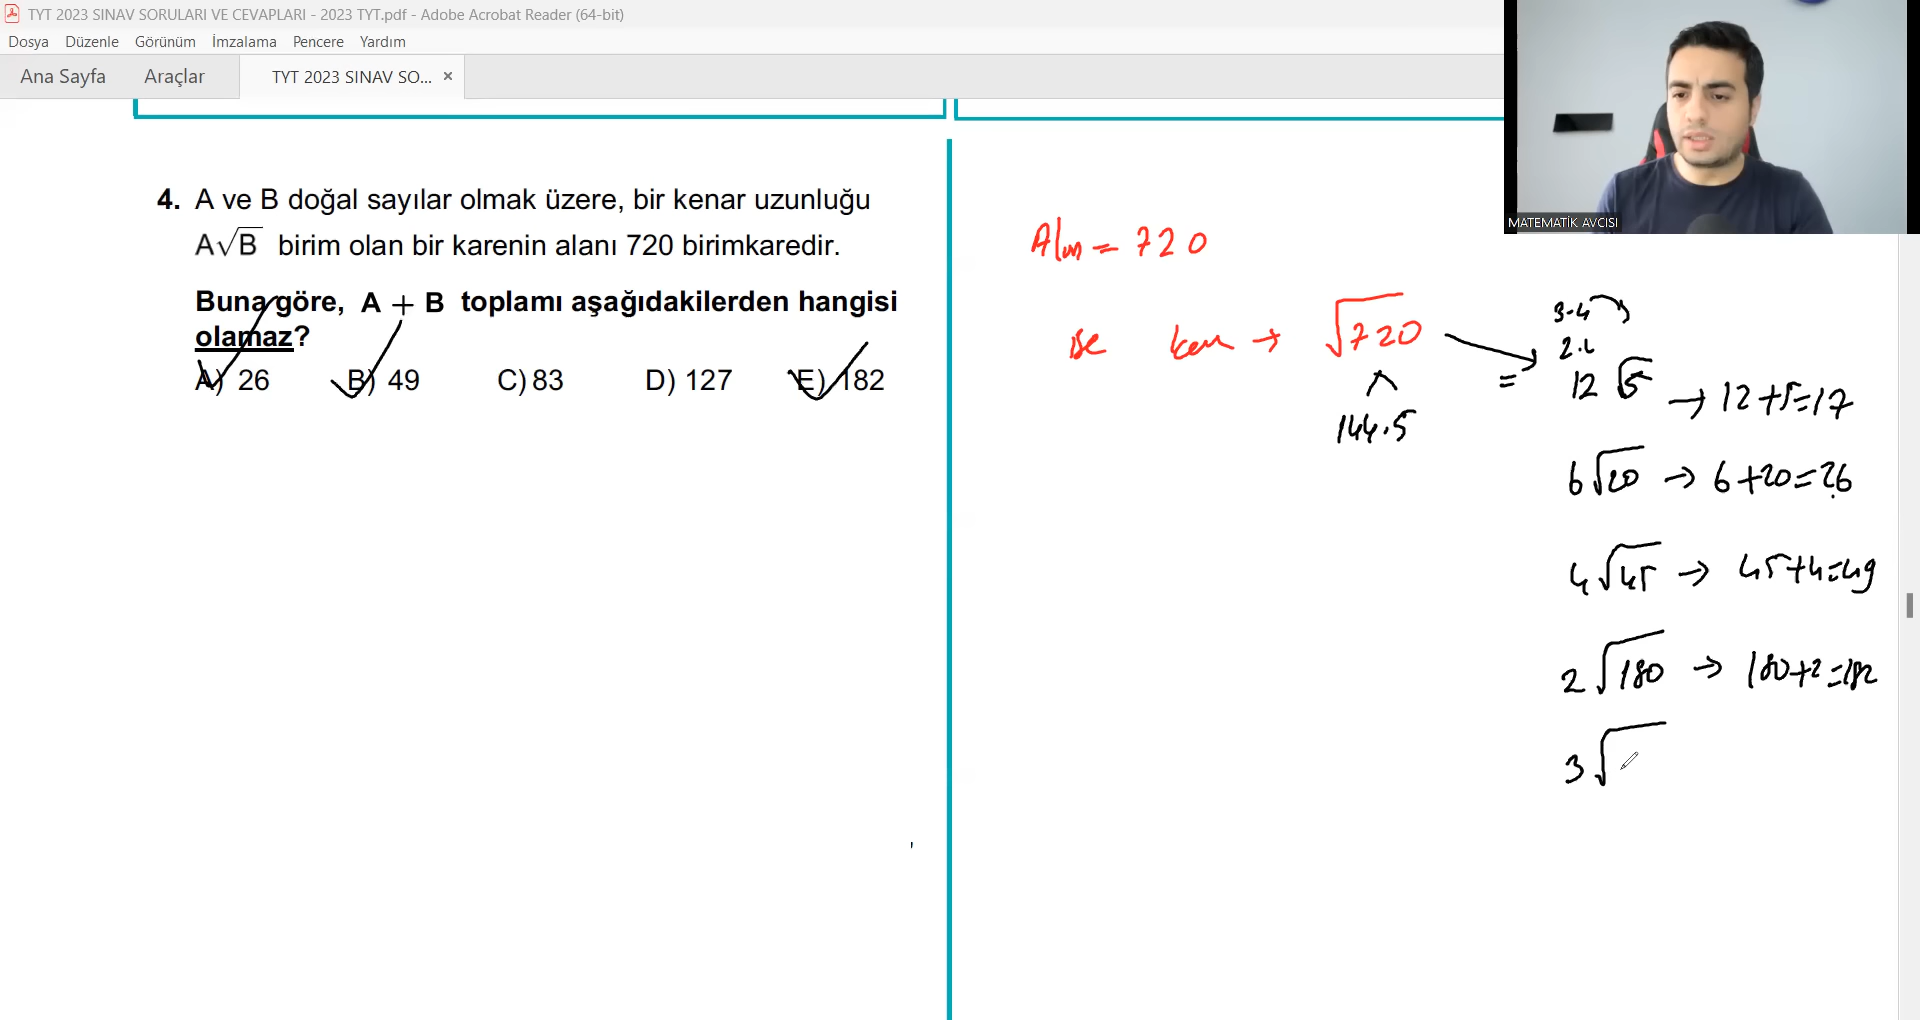 TYT 2023 SINAV SORULARI VE CEVAPLARI - 2023 TYT.pdf - Adobe Acrobat Reader (64-bit)
Dosya Düzenle Görünüm İmzalama Pencere Yardım
Ana Sayfa Araçlar TYT 2023 SINAV SO... ×
MATEMATİK AVCISI
4. A ve B doğal sayılar olmak üzere, bir kenar uzunluğu
A√B birim olan bir karenin alanı 720 birimkaredir.
Buna göre, A + B toplamı aşağıdakilerden hangisi
olamaz?
A) 26 B) 49 C) 83 D) 127 E) 182
Alan = 720
ise → √720
144.5
3.4
=
12 √5 → 12+5=17
6√20 → 6+20=26
4√45 → 45+4=49
2√180 → 180+2=182
3√